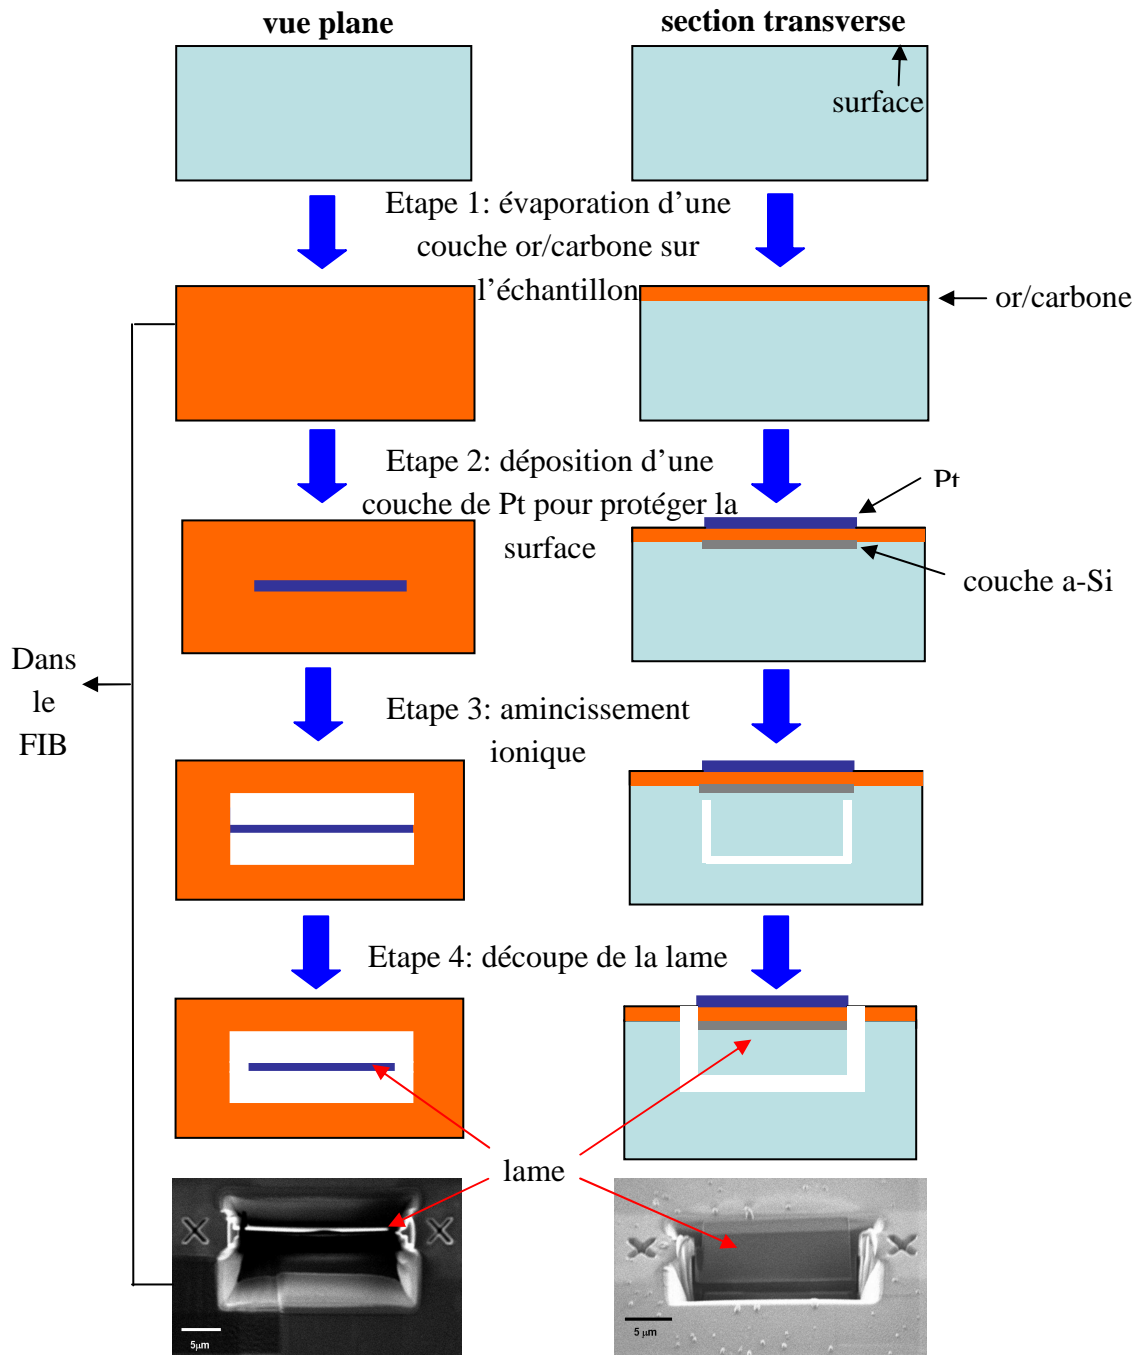 vue plane
section transverse
surface
Etape 1: évaporation d’une
couche or/carbone sur
l’échantillon
or/carbone
Etape 2: déposition d’une
couche de Pt pour protéger la
surface
Pt
couche a-Si
Dans
le
FIB
Etape 3: amincissement
ionique
Etape 4: découpe de la lame
lame
5µm
5µm